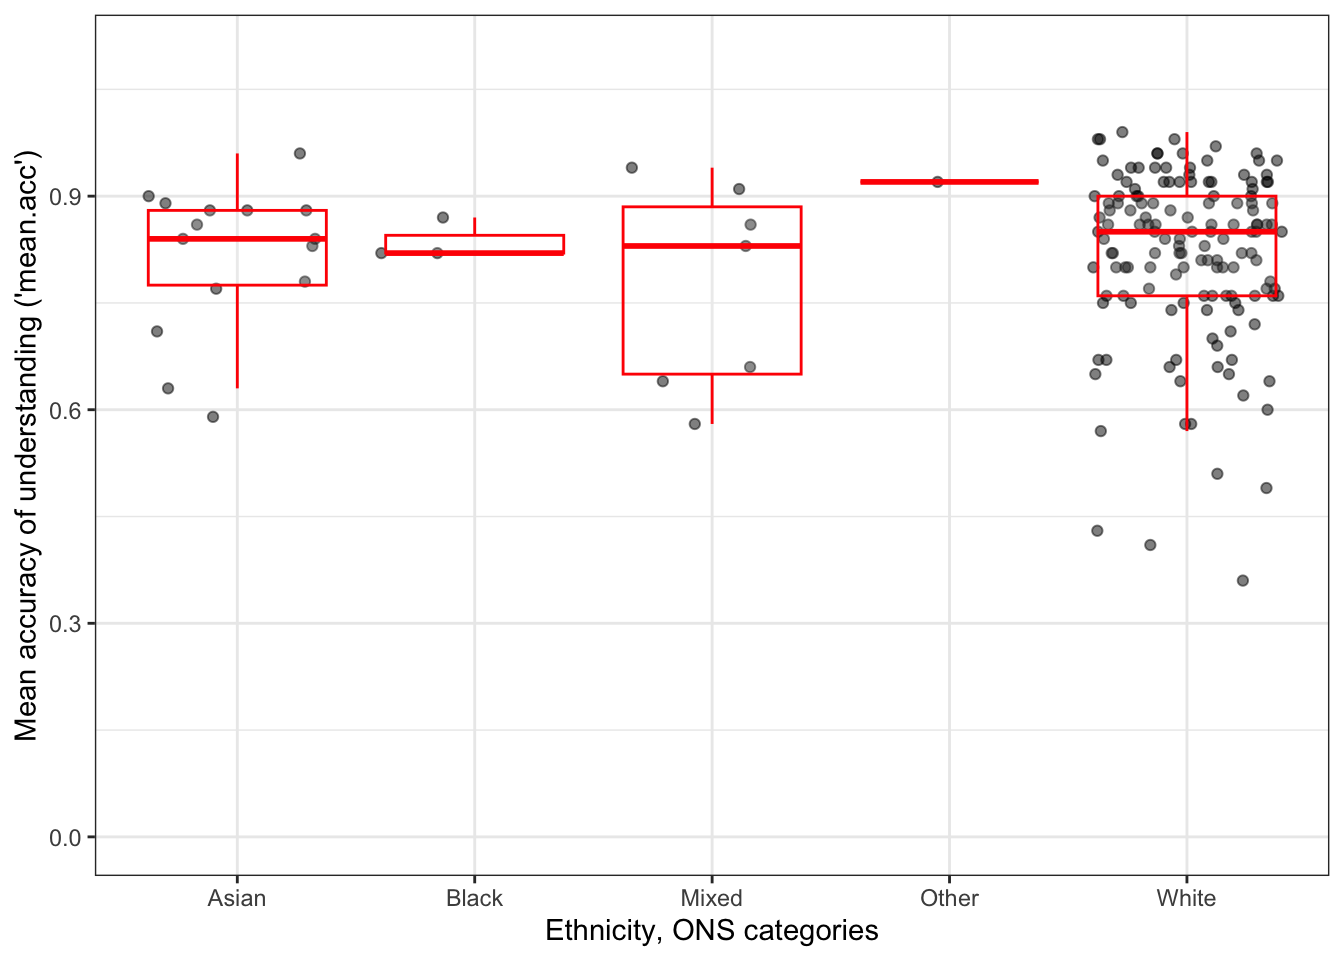 Mean accuracy of understanding ('mean.acc')
0.9
0.6
0.3
0.0
Asian Black Mixed Other White
Ethnicity, ONS categories